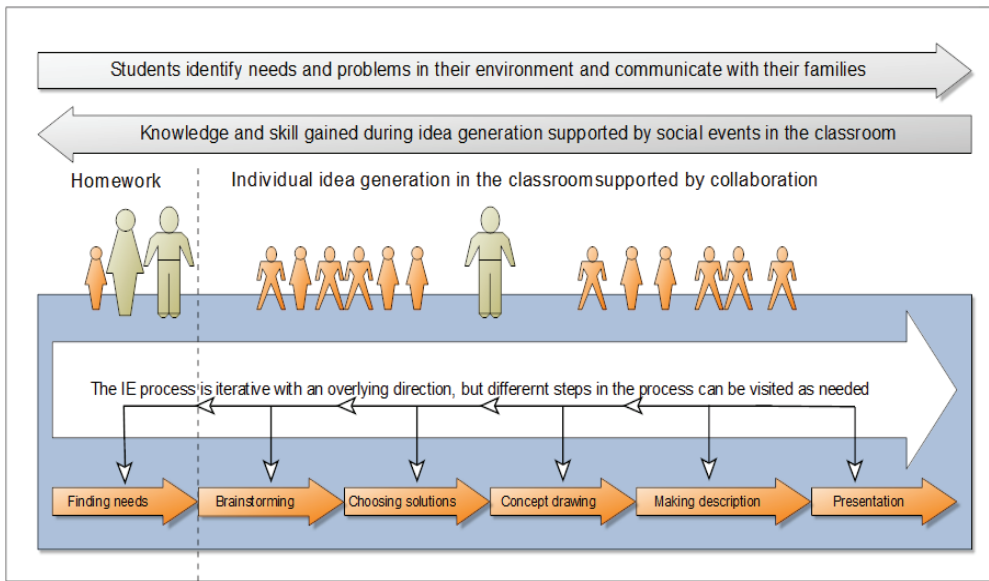 Students identify needs and problems in their environment and communicate with their families
Knowledge and skill gained during idea generation supported by social events in the classroom
Homework
Individual idea generation in the classroomsupported by collaboration
The IE process is iterative with an overlying direction, but differernt steps in the process can be visited as needed
Finding needs
Brainstorming
Choosing solutions
Concept drawing
Making description
Presentation